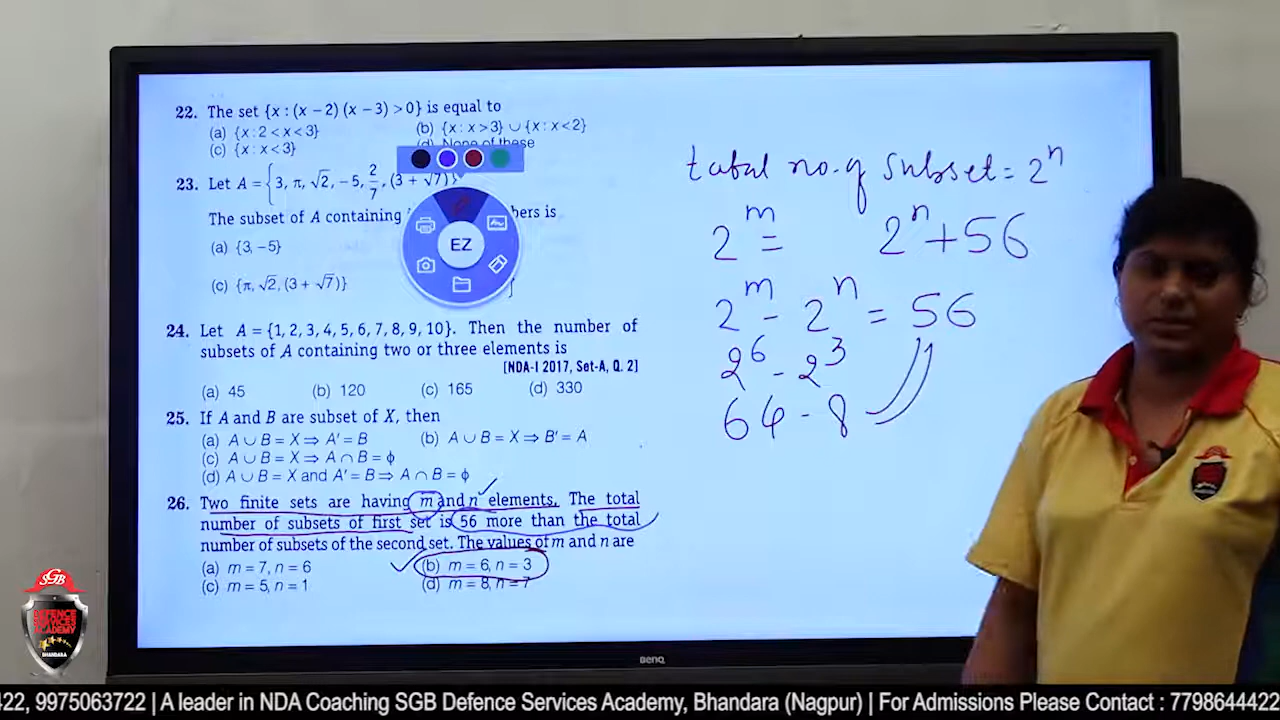 22. The set {x : (x − 2) (x − 3) > 0} is equal to
(a) {x : 2 < x < 3} (b) {x : x > 3} ∪ {x : x < 2}
(c) {x : x < 3} (d) None of these
23. Let A = {3, π, √2, −5, 2/7, (3 + √7)}
The subset of A containing bers is
(a) {3, −5}
(c) {π, √2, (3 + √7)}
EZ
24. Let A = {1, 2, 3, 4, 5, 6, 7, 8, 9, 10}. Then the number of
subsets of A containing two or three elements is
[NDA-I 2017, Set-A, Q. 2]
(a) 45 (b) 120 (c) 165 (d) 330
25. If A and B are subset of X, then
(a) A ∪ B = X ⇒ A′ = B (b) A ∪ B = X ⇒ B′ = A
(c) A ∪ B = X ⇒ A ∩ B = ϕ
(d) A ∪ B = X and A′ = B ⇒ A ∩ B = ϕ
26. Two finite sets are having m and n elements. The total
number of subsets of first set is 56 more than the total
number of subsets of the second set. The values of m and n are
(a) m = 7, n = 6 (b) m = 6, n = 3
(c) m = 5, n = 1 (d) m = 8, n = 7
total no. of subset = 2^n
2^m = 2^n + 56
2^m - 2^n = 56
2^6 - 2^3
64 - 8
BenQ
SGB
DEFENCE
SERVICES
ACADEMY
BHANDARA
422, 9975063722 | A leader in NDA Coaching SGB Defence Services Academy, Bhandara (Nagpur) | For Admissions Please Contact : 7798644422